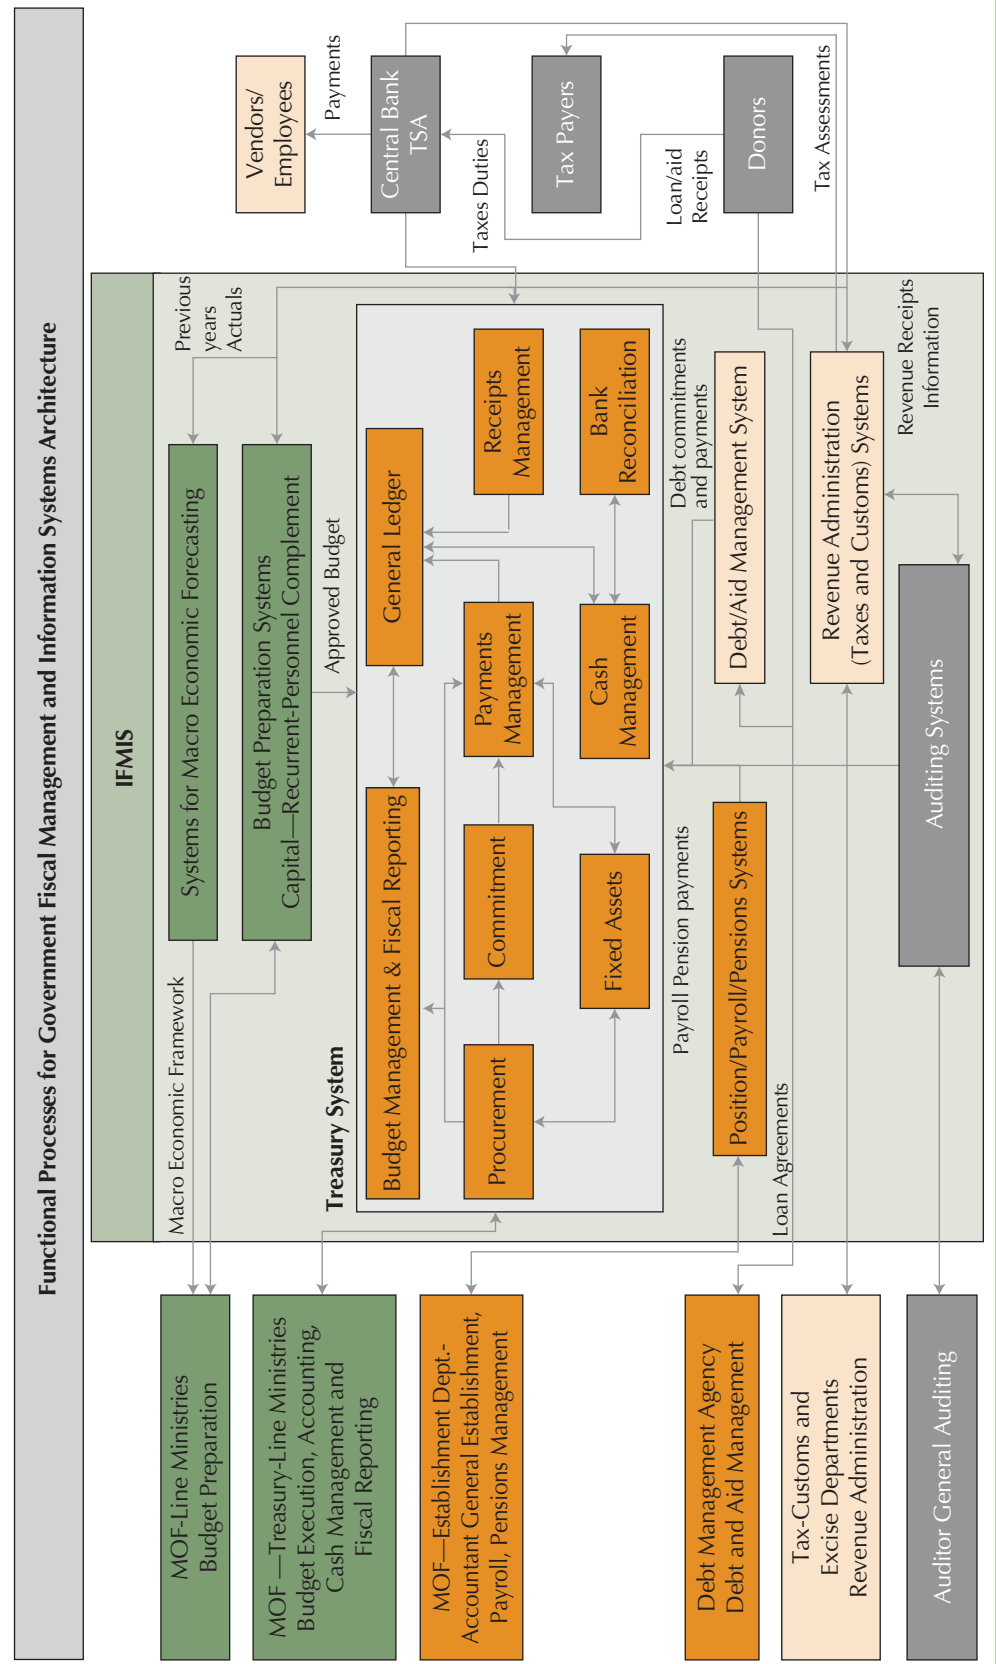 Functional Processes for Government Fiscal Management and Information Systems Architecture
IFMIS
MOF-Line Ministries
Budget Preparation
MOF —Treasury-Line Ministries
Budget Execution, Accounting,
Cash Management and
Fiscal Reporting
MOF—Establishment Dept.-
Accountant General Establishment,
Payroll, Pensions Management
Debt Management Agency
Debt and Aid Management
Tax-Customs and
Excise Departments
Revenue Administration
Auditor General Auditing
Macro Economic Framework
Systems for Macro Economic Forecasting
Previous
years
Actuals
Budget Preparation Systems
Capital—Recurrent-Personnel Complement
Approved Budget
Treasury System
Budget Management & Fiscal Reporting
General Ledger
Procurement
Commitment
Payments
Management
Receipts
Management
Fixed Assets
Cash
Management
Bank
Reconciliation
Payroll Pension payments
Debt commitments
and payments
Position/Payroll/Pensions Systems
Debt/Aid Management System
Loan Agreements
Revenue Administration
(Taxes and Customs) Systems
Revenue Receipts
Information
Auditing Systems
Vendors/
Employees
Payments
Central Bank
TSA
Taxes Duties
Tax Payers
Loan/aid
Receipts
Donors
Tax Assessments